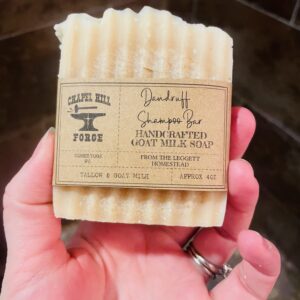 CHAPEL HILL
FORGE
Dandruff
Shampoo Bar
HANDCRAFTED
GOAT MILK SOAP
FROM THE LEGGETT
HOMESTEAD
TALLOW & GOAT MILK
APPROX 4OZ